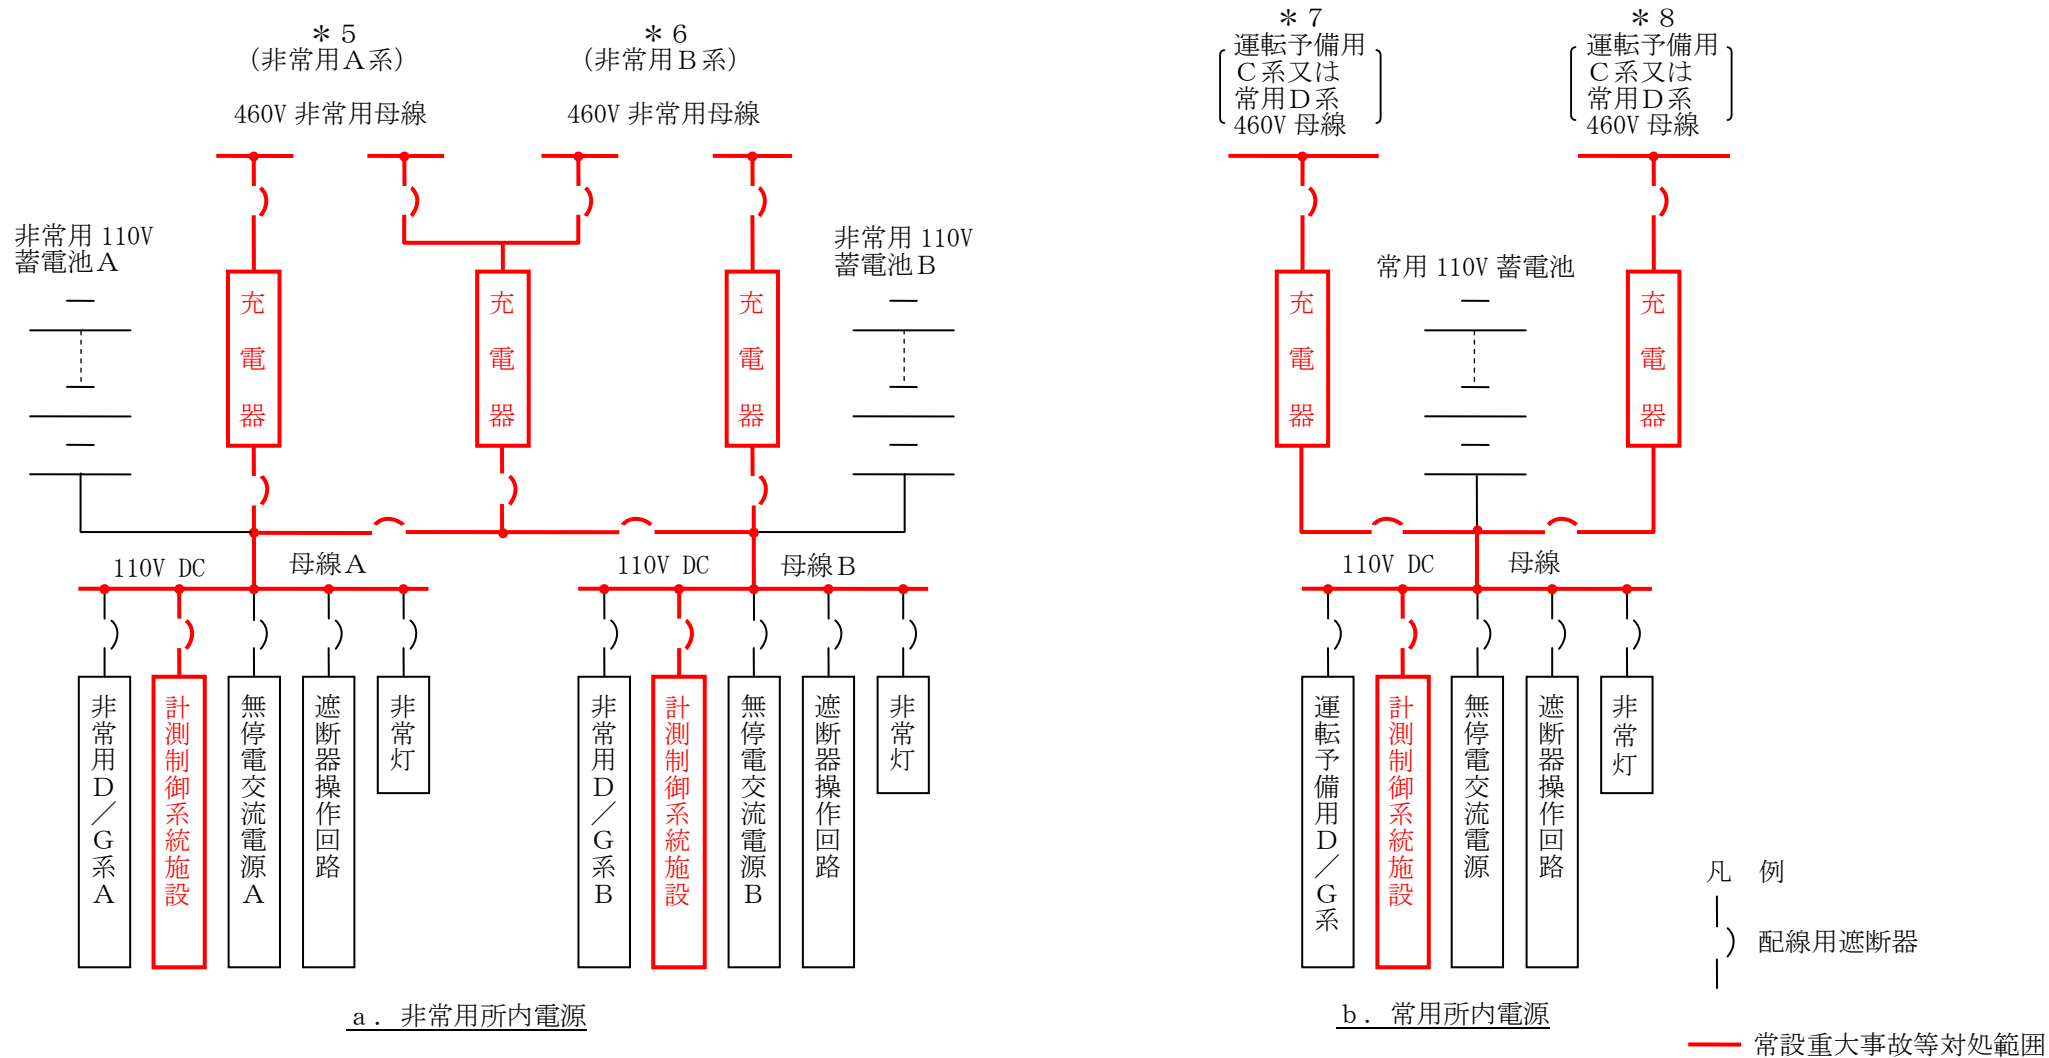 ＊５
（非常用Ａ系）
460V 非常用母線
＊６
（非常用Ｂ系）
460V 非常用母線
＊７
運転予備用
Ｃ系又は
常用Ｄ系
460V 母線
＊８
運転予備用
Ｃ系又は
常用Ｄ系
460V 母線
非常用 110V
蓄電池Ａ
充電器
充電器
充電器
非常用 110V
蓄電池Ｂ
充電器
常用 110V 蓄電池
充電器
110V DC
母線Ａ
110V DC
母線Ｂ
110V DC
母線
非常用Ｄ／Ｇ系Ａ
計測制御系統施設
無停電交流電源Ａ
遮断器操作回路
非常灯
非常用Ｄ／Ｇ系Ｂ
計測制御系統施設
無停電交流電源Ｂ
遮断器操作回路
非常灯
運転予備用Ｄ／Ｇ系
計測制御系統施設
無停電交流電源
遮断器操作回路
非常灯
ａ．非常用所内電源
ｂ．常用所内電源
凡 例
配線用遮断器
常設重大事故等対処範囲